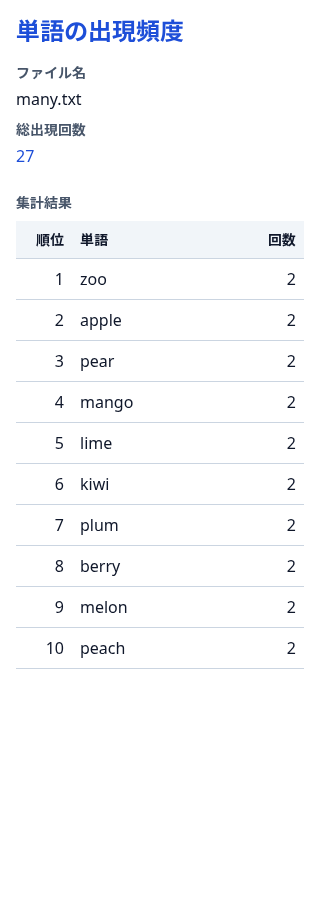 単語の出現頻度
ファイル名
many.txt
総出現回数
27
集計結果
順位 単語 回数
1 zoo 2
2 apple 2
3 pear 2
4 mango 2
5 lime 2
6 kiwi 2
7 plum 2
8 berry 2
9 melon 2
10 peach 2